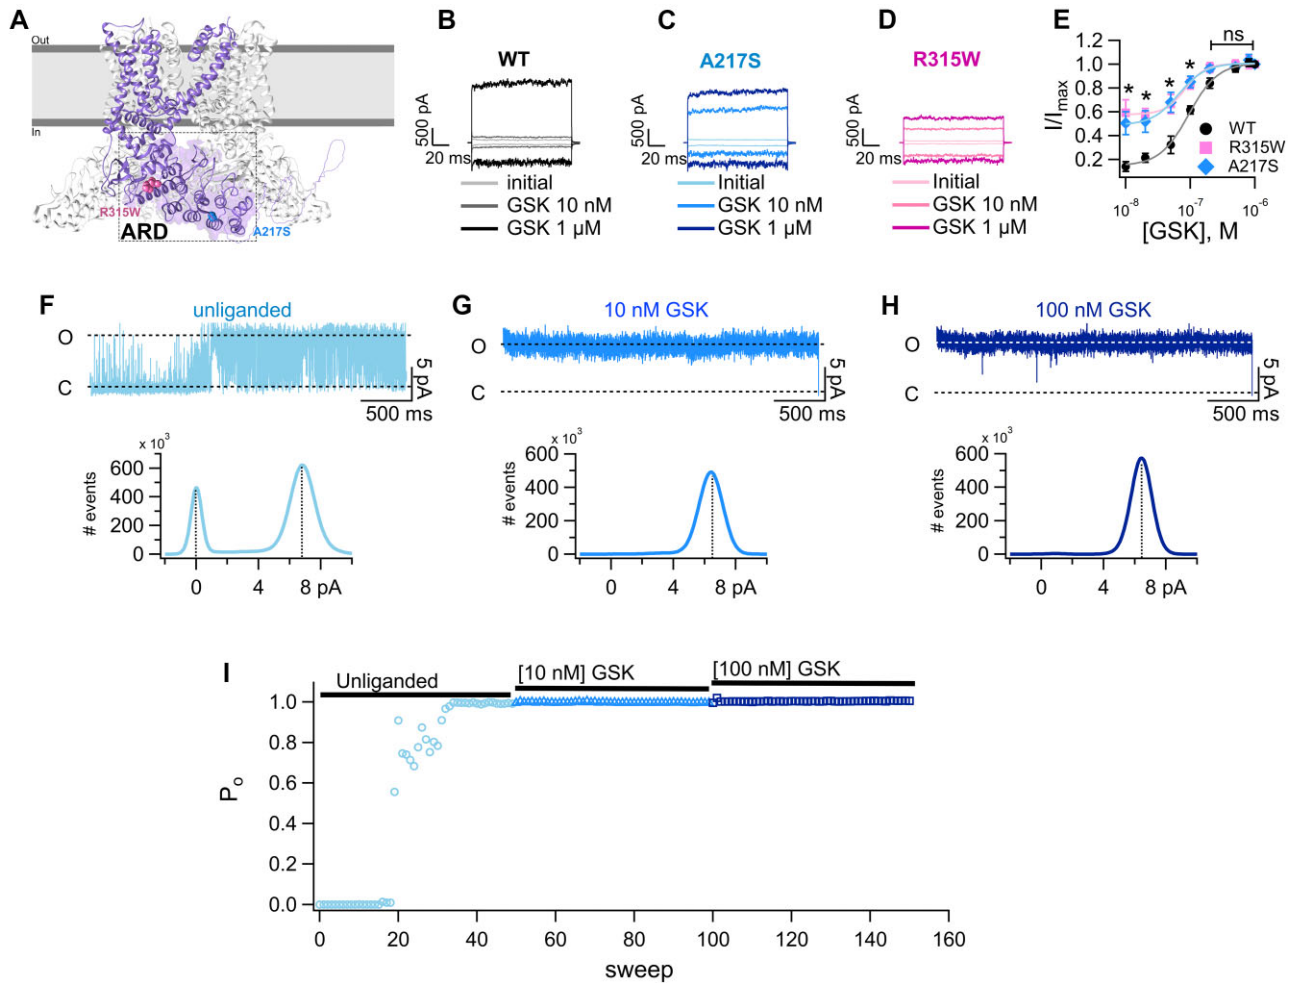 A
Out
In
R315W
ARD
A217S
B
WT
500 pA
20 ms
initial
GSK 10 nM
GSK 1 µM
C
A217S
500 pA
20 ms
Initial
GSK 10 nM
GSK 1 µM
D
R315W
500 pA
20 ms
Initial
GSK 10 nM
GSK 1 µM
E
ns
* * * *
I/Imax
1.2
1.0
0.8
0.6
0.4
0.2
WT
R315W
A217S
10⁻⁸ 10⁻⁷ 10⁻⁶
[GSK], M
F
unliganded
O
C
5 pA
500 ms
x 10³
# events
600
400
200
0
0 4 8 pA
G
10 nM GSK
O
C
5 pA
500 ms
x 10³
# events
600
400
200
0
0 4 8 pA
H
100 nM GSK
O
C
5 pA
500 ms
x 10³
# events
600
400
200
0
0 4 8 pA
I
Unliganded
[10 nM] GSK
[100 nM] GSK
Po
1.0
0.8
0.6
0.4
0.2
0.0
0 20 40 60 80 100 120 140 160
sweep